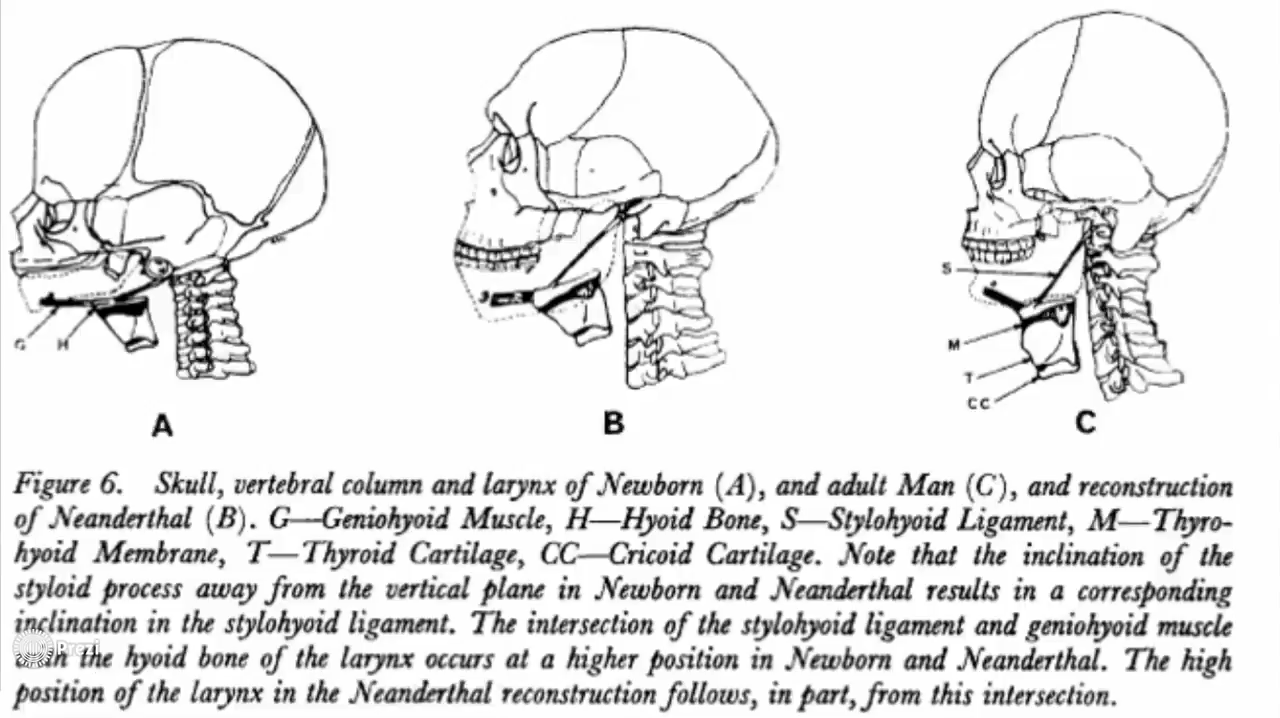 G H
S
M
T
CC
A B C
Figure 6. Skull, vertebral column and larynx of Newborn (A), and adult Man (C), and reconstruction
of Neanderthal (B). G—Geniohyoid Muscle, H—Hyoid Bone, S—Stylohyoid Ligament, M—Thyro-
hyoid Membrane, T—Thyroid Cartilage, CC—Cricoid Cartilage. Note that the inclination of the
styloid process away from the vertical plane in Newborn and Neanderthal results in a corresponding
inclination in the stylohyoid ligament. The intersection of the stylohyoid ligament and geniohyoid muscle
Prezi
the hyoid bone of the larynx occurs at a higher position in Newborn and Neanderthal. The high
position of the larynx in the Neanderthal reconstruction follows, in part, from this intersection.